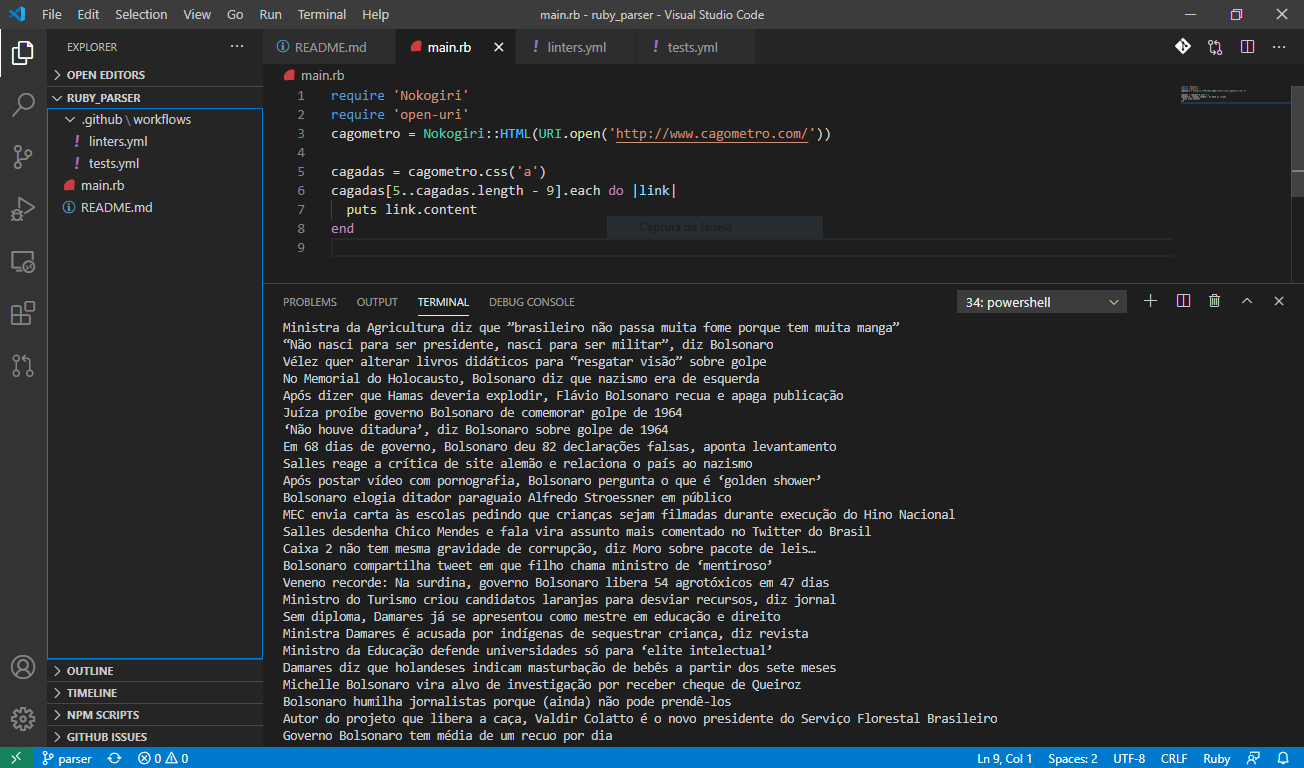 File Edit Selection View Go Run Terminal Help main.rb - ruby_parser - Visual Studio Code
EXPLORER
OPEN EDITORS
RUBY_PARSER
.github \ workflows
! linters.yml
! tests.yml
main.rb
README.md
OUTLINE
TIMELINE
NPM SCRIPTS
GITHUB ISSUES
README.md main.rb ! linters.yml ! tests.yml
main.rb
1 require 'Nokogiri'
2 require 'open-uri'
3 cagometro = Nokogiri::HTML(URI.open('http://www.cagometro.com/'))
4
5 cagadas = cagometro.css('a')
6 cagadas[5..cagadas.length - 9].each do |link|
7 puts link.content
8 end
9
Captura de Janela
PROBLEMS OUTPUT TERMINAL DEBUG CONSOLE 34: powershell
Ministra da Agricultura diz que ”brasileiro não passa muita fome porque tem muita manga”
“Não nasci para ser presidente, nasci para ser militar”, diz Bolsonaro
Vélez quer alterar livros didáticos para “resgatar visão” sobre golpe
No Memorial do Holocausto, Bolsonaro diz que nazismo era de esquerda
Após dizer que Hamas deveria explodir, Flávio Bolsonaro recua e apaga publicação
Juíza proíbe governo Bolsonaro de comemorar golpe de 1964
‘Não houve ditadura’, diz Bolsonaro sobre golpe de 1964
Em 68 dias de governo, Bolsonaro deu 82 declarações falsas, aponta levantamento
Salles reage a crítica de site alemão e relaciona o país ao nazismo
Após postar vídeo com pornografia, Bolsonaro pergunta o que é ‘golden shower’
Bolsonaro elogia ditador paraguaio Alfredo Stroessner em público
MEC envia carta às escolas pedindo que crianças sejam filmadas durante execução do Hino Nacional
Salles desdenha Chico Mendes e fala vira assunto mais comentado no Twitter do Brasil
Caixa 2 não tem mesma gravidade de corrupção, diz Moro sobre pacote de leis…
Bolsonaro compartilha tweet em que filho chama ministro de ‘mentiroso’
Veneno recorde: Na surdina, governo Bolsonaro libera 54 agrotóxicos em 47 dias
Ministro do Turismo criou candidatos laranjas para desviar recursos, diz jornal
Sem diploma, Damares já se apresentou como mestre em educação e direito
Ministra Damares é acusada por indígenas de sequestrar criança, diz revista
Ministro da Educação defende universidades só para ‘elite intelectual’
Damares diz que holandeses indicam masturbação de bebês a partir dos sete meses
Michelle Bolsonaro vira alvo de investigação por receber cheque de Queiroz
Bolsonaro humilha jornalistas porque (ainda) não pode prendê-los
Autor do projeto que libera a caça, Valdir Colatto é o novo presidente do Serviço Florestal Brasileiro
Governo Bolsonaro tem média de um recuo por dia
parser 0 0 Ln 9, Col 1 Spaces: 2 UTF-8 CRLF Ruby